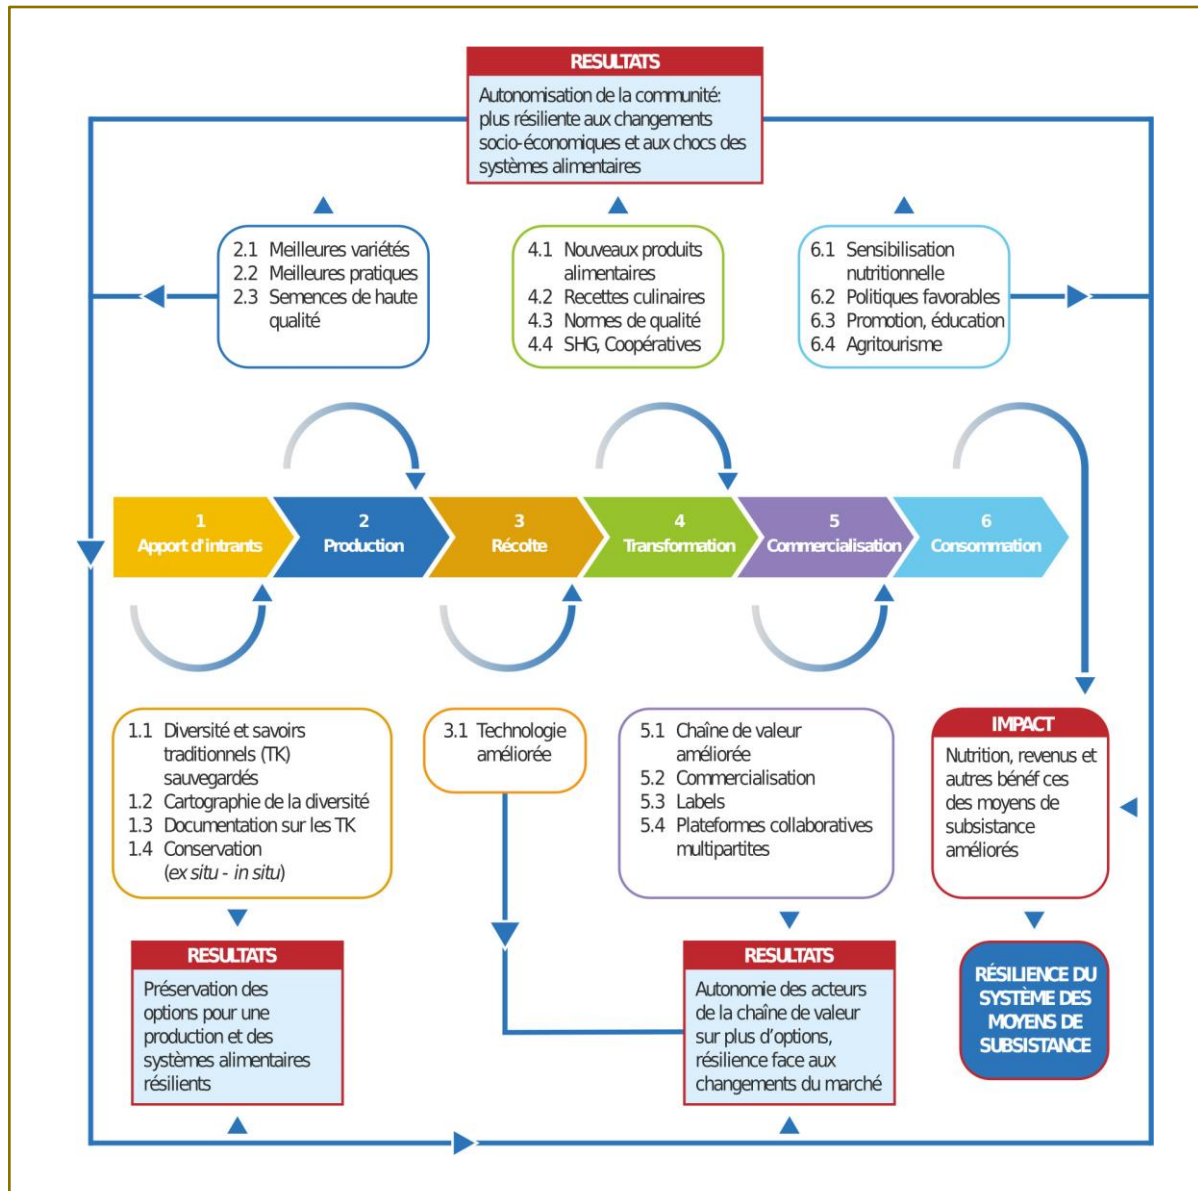 RESULTATS
Autonomisation de la communité:
plus résiliente aux changements
socio-économiques et aux chocs des
systèmes alimentaires
2.1 Meilleures variétés
2.2 Meilleures pratiques
2.3 Semences de haute
qualité
4.1 Nouveaux produits
alimentaires
4.2 Recettes culinaires
4.3 Normes de qualité
4.4 SHG, Coopératives
6.1 Sensibilisation
nutritionnelle
6.2 Politiques favorables
6.3 Promotion, éducation
6.4 Agritourisme
1
Apport d'intrants
2
Production
3
Récolte
4
Transformation
5
Commercialisation
6
Consommation
1.1 Diversité et savoirs
traditionnels (TK)
sauvegardés
1.2 Cartographie de la diversité
1.3 Documentation sur les TK
1.4 Conservation
(ex situ - in situ)
3.1 Technologie
améliorée
5.1 Chaîne de valeur
améliorée
5.2 Commercialisation
5.3 Labels
5.4 Plateformes collaboratives
multipartites
IMPACT
Nutrition, revenus et
autres bénéf ces
des moyens de
subsistance
améliorés
RESULTATS
Préservation des
options pour une
production et des
systèmes alimentaires
résilients
RESULTATS
Autonomie des acteurs
de la chaîne de valeur
sur plus d'options,
résilience face aux
changements du marché
RÉSILIENCE DU
SYSTÈME DES
MOYENS DE
SUBSISTANCE